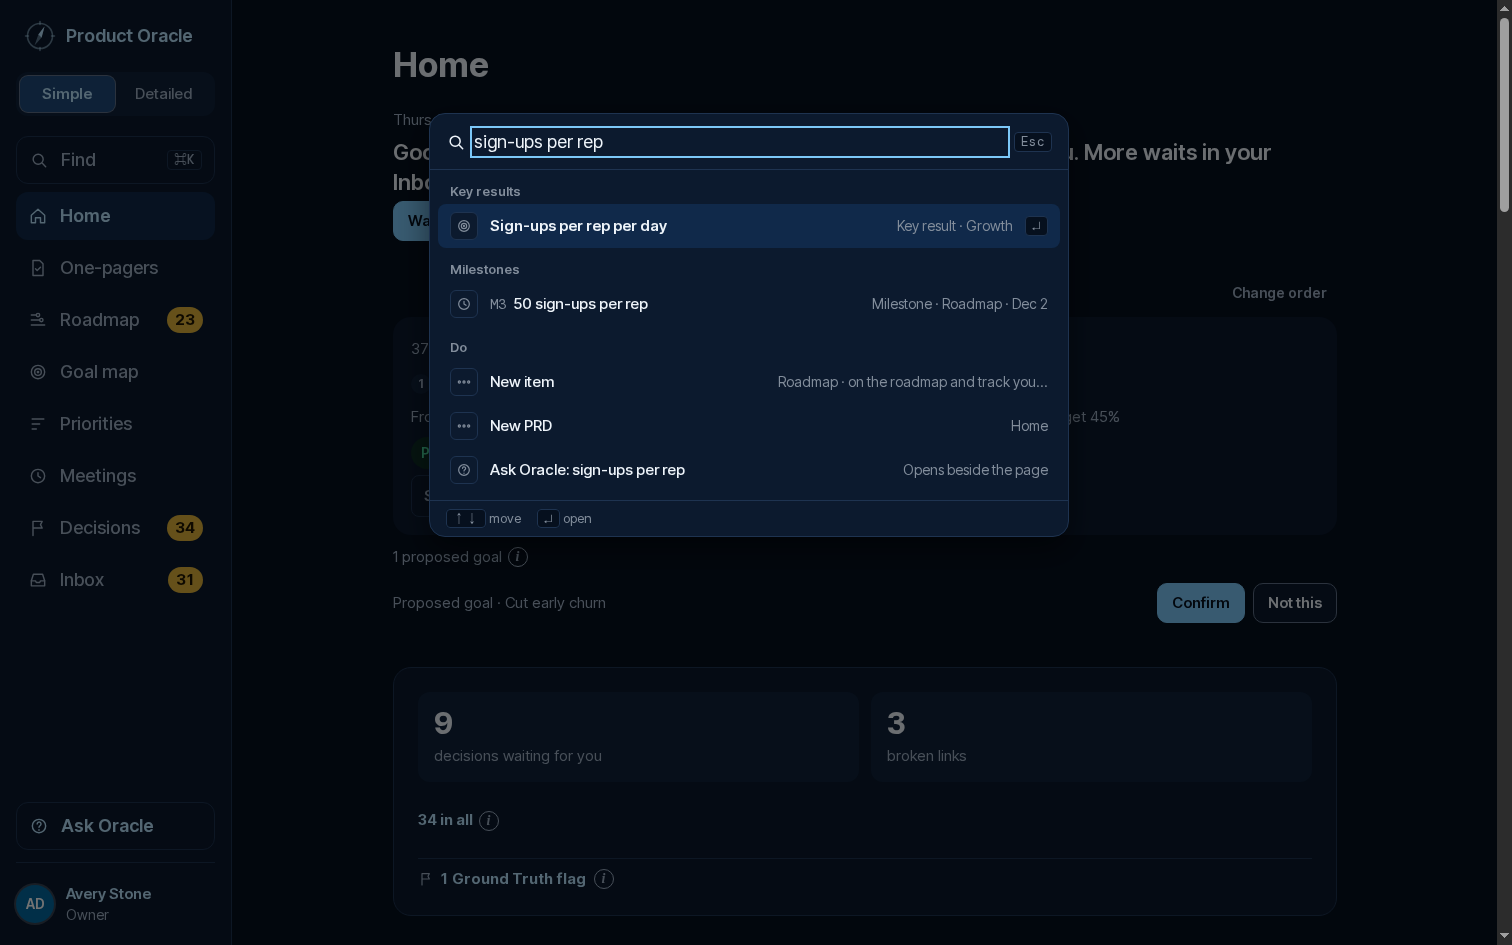 Product Oracle
Simple
Detailed
Find
⌘K
Home
One-pagers
Roadmap
23
Goal map
Priorities
Meetings
Decisions
34
Inbox
31
Ask Oracle
AD
Avery Stone
Owner
Home
Thurs
. More waits in your
Change order
sign-ups per rep
Esc
Key results
Sign-ups per rep per day
Key result · Growth
Milestones
M3 50 sign-ups per rep
Milestone · Roadmap · Dec 2
Do
New item
Roadmap · on the roadmap and track you…
New PRD
Home
Ask Oracle: sign-ups per rep
Opens beside the page
↑ ↓ move
↵ open
37
1
get 45%
1 proposed goal
i
Proposed goal · Cut early churn
Confirm
Not this
9
decisions waiting for you
3
broken links
34 in all
i
1 Ground Truth flag
i